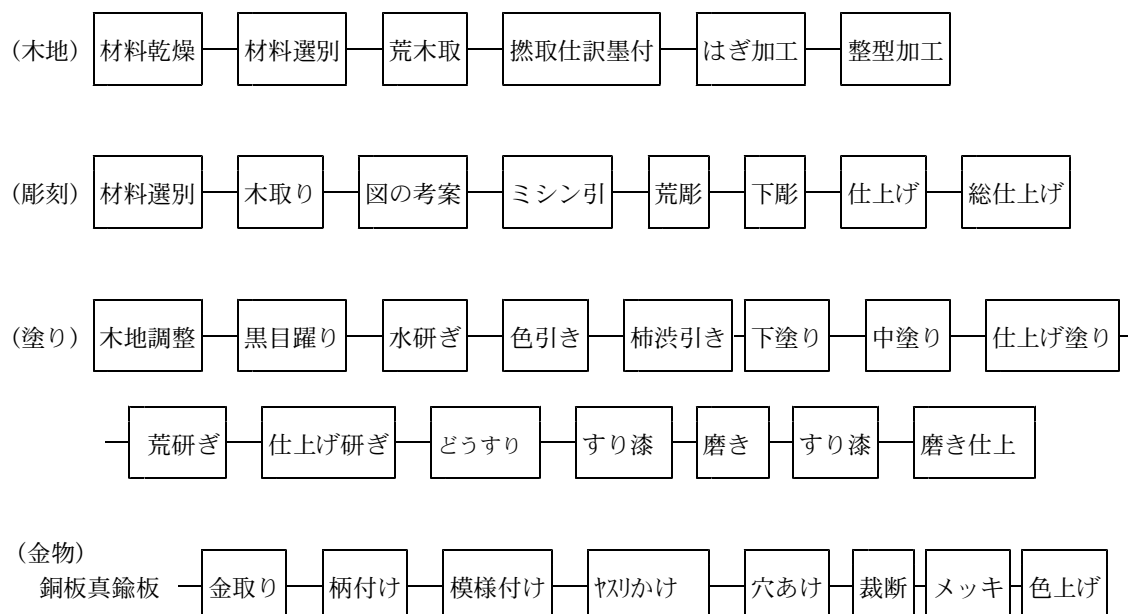 （木地） 材料乾燥 材料選別 荒木取 撚取仕訳墨付 はぎ加工 整型加工
（彫刻） 材料選別 木取り 図の考案 ミシン引 荒彫 下彫 仕上げ 総仕上げ
（塗り） 木地調整 黒目躍り 水研ぎ 色引き 柿渋引き 下塗り 中塗り 仕上げ塗り
荒研ぎ 仕上げ研ぎ どうすり すり漆 磨き すり漆 磨き仕上
（金物）
銅板真鍮板 金取り 柄付け 模様付け ﾔｽﾘかけ 穴あけ 裁断 メッキ 色上げ